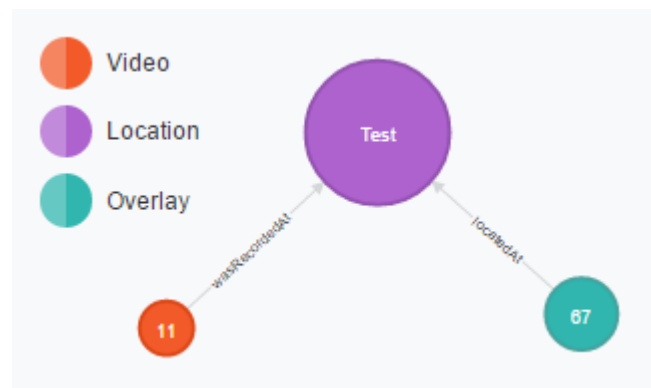 Video
Location
Overlay
Test
wasRecordedAt
locatedAt
11
67